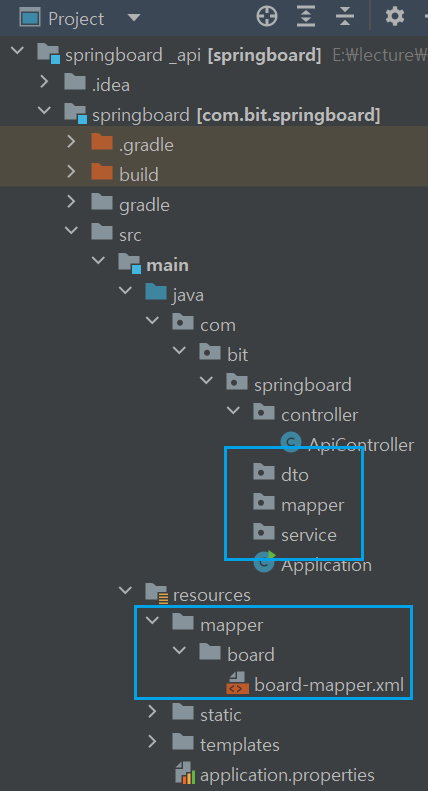 Project
springboard _api [springboard] E:₩lecture₩
.idea
springboard [com.bit.springboard]
.gradle
build
gradle
src
main
java
com
bit
springboard
controller
C ApiController
dto
mapper
service
C Application
resources
mapper
board
board-mapper.xml
static
templates
application.properties